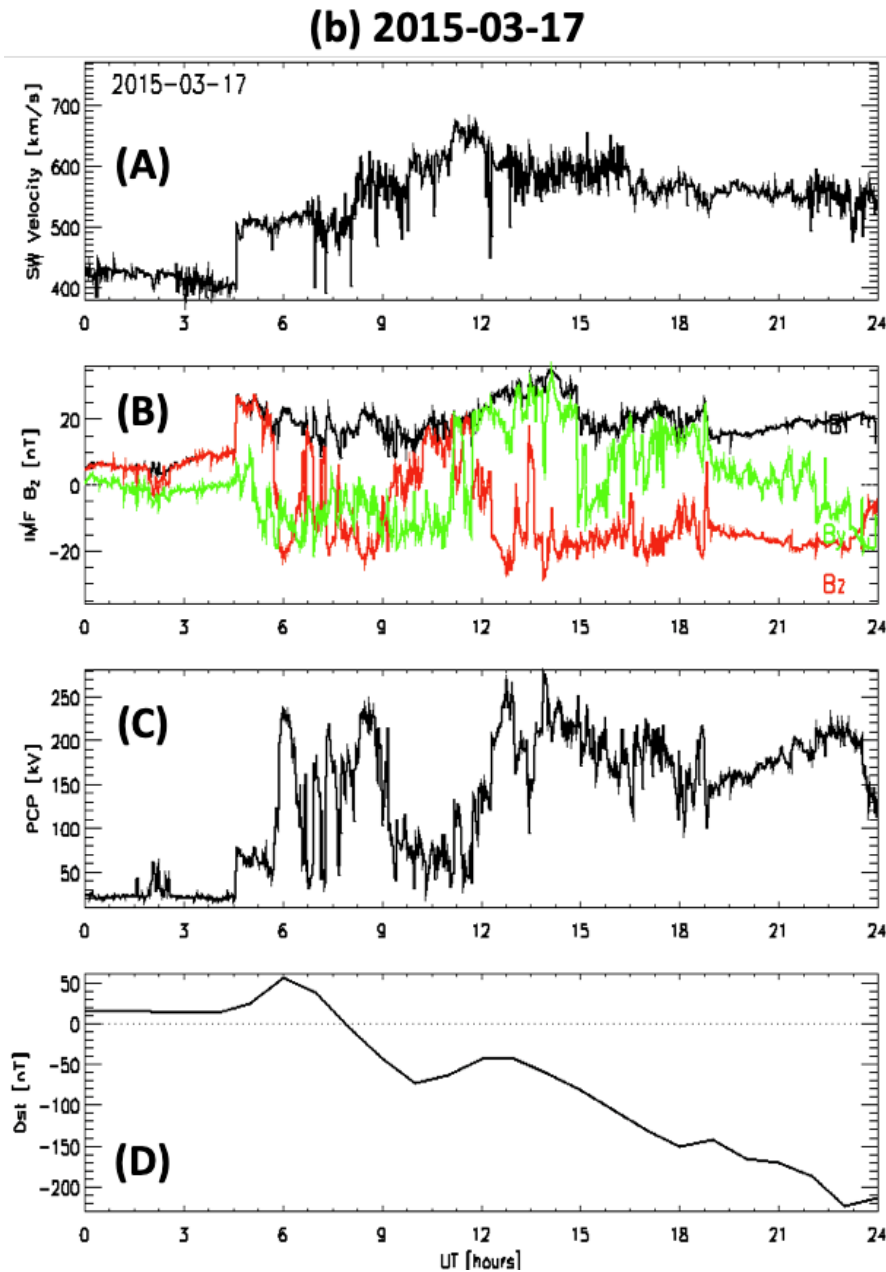 (b) 2015-03-17
2015-03-17
(A)
SW Velocity [km/s]
700
600
500
400
0 3 6 9 12 15 18 21 24
(B)
IMF Bz [nT]
20
0
-20
By
Bz
0 3 6 9 12 15 18 21 24
(C)
PCP [kV]
250
200
150
100
50
0 3 6 9 12 15 18 21 24
(D)
Dst [nT]
50
0
-50
-100
-150
-200
0 3 6 9 12 15 18 21 24
UT [hours]